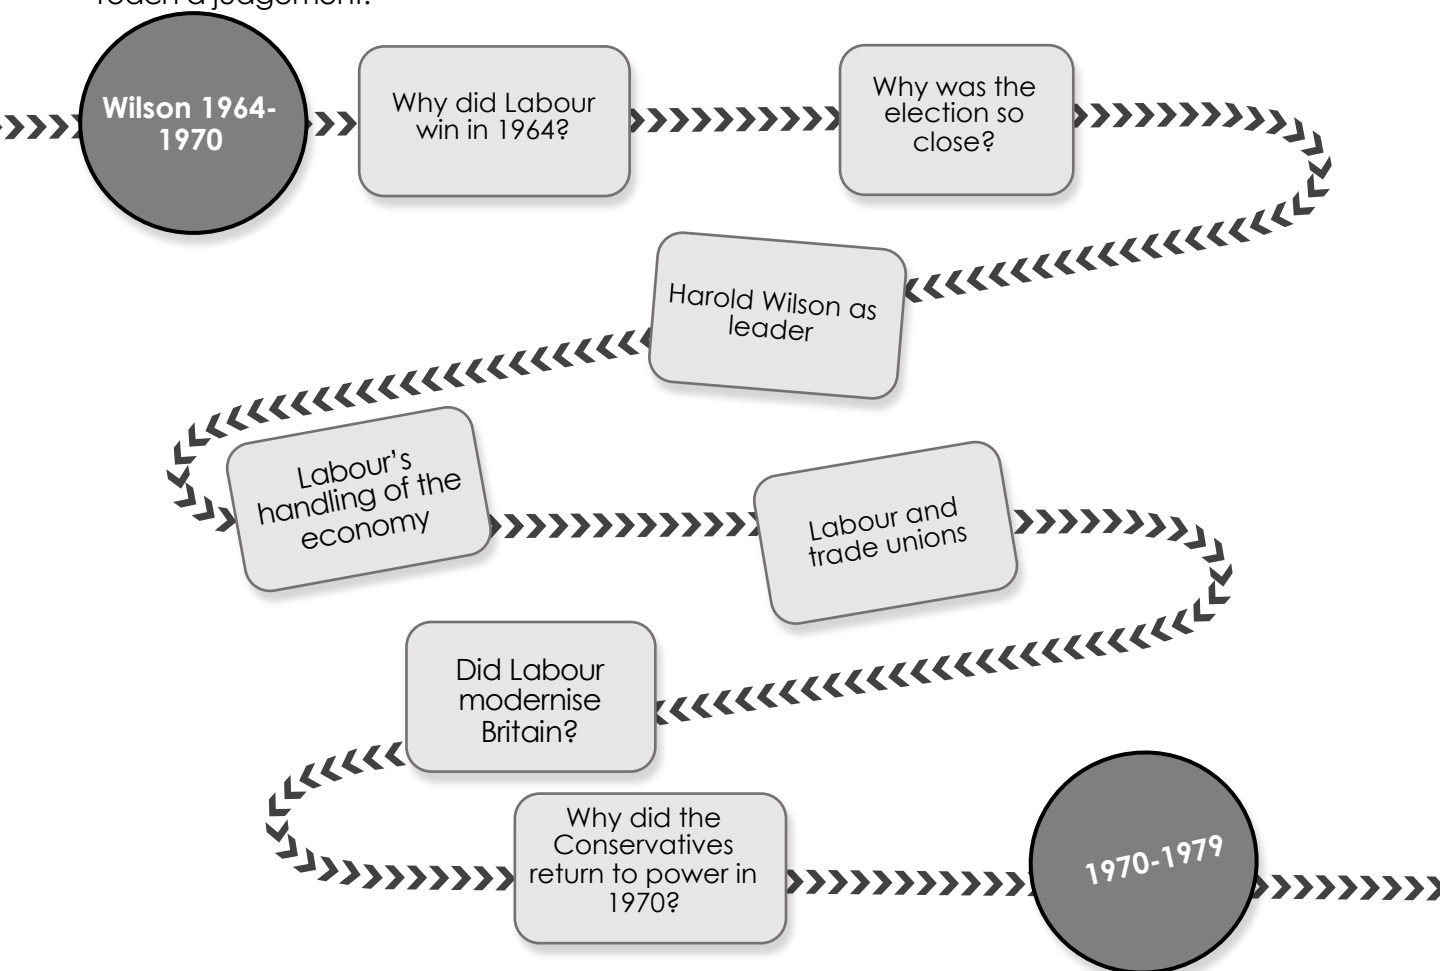 reach a judgement?
Wilson 1964-
1970
Why did Labour
win in 1964?
Why was the
election so
close?
Harold Wilson as
leader
Labour's
handling of the
economy
Labour and
trade unions
Did Labour
modernise
Britain?
Why did the
Conservatives
return to power in
1970?
1970-1979